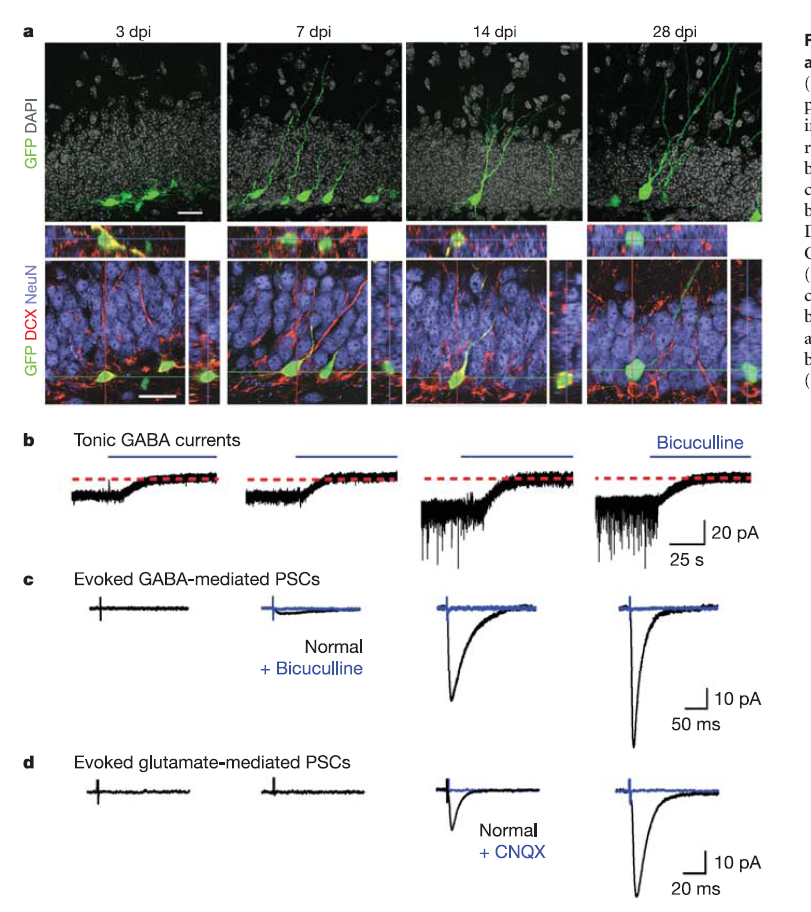 a 3 dpi 7 dpi 14 dpi 28 dpi
GFP DAPI
GFP DCX NeuN
b Tonic GABA currents
Bicuculline
20 pA
25 s
c Evoked GABA-mediated PSCs
Normal
+ Bicuculline
10 pA
50 ms
d Evoked glutamate-mediated PSCs
Normal
+ CNQX
10 pA
20 ms
F
a
(
p
i
r
b
c
b
D
(
c
b
a
b
(